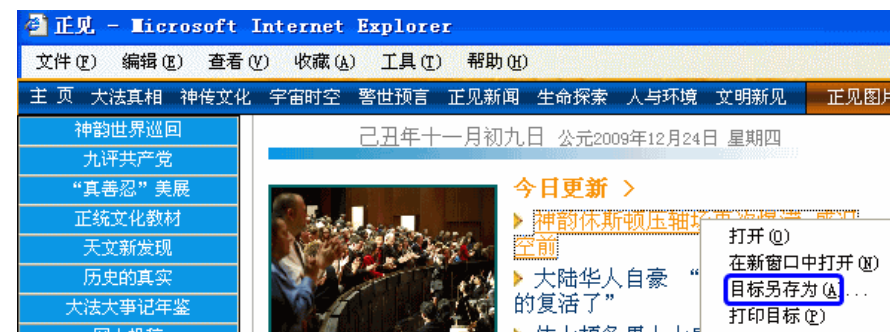 正见 - Microsoft Internet Explorer
文件(F) 编辑(E) 查看(V) 收藏(A) 工具(T) 帮助(H)
主 页 大法真相 神传文化 宇宙时空 警世预言 正见新闻 生命探索 人与环境 文明新见 正见图片
神韵世界巡回
九评共产党
“真善忍”美展
正统文化教材
天文新发现
历史的真实
大法大事记年鉴
己丑年十一月初九日 公元2009年12月24日 星期四
今日更新 >
神韵休斯顿压轴场
空前
大陆华人自豪 “
的复活了”
打开(O)
在新窗口中打开(N)
目标另存为(A)...
打印目标(P)